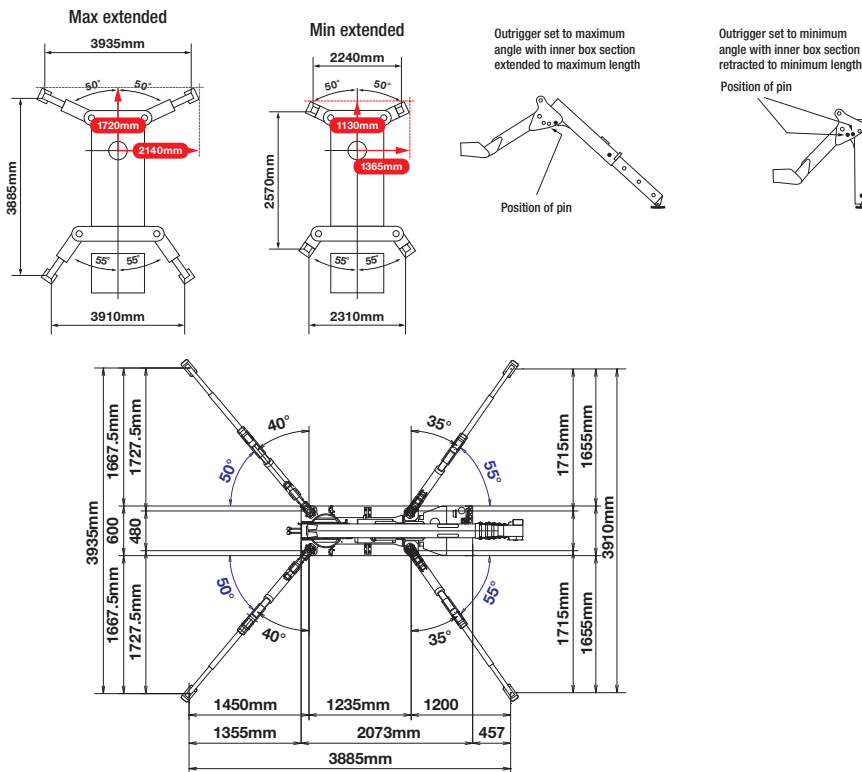 Max extended
3935mm
50°
50°
1720mm
2140mm
3885mm
55°
55°
3910mm
Min extended
2240mm
50°
50°
1130mm
1365mm
2570mm
55°
55°
2310mm
Outrigger set to maximum
angle with inner box section
extended to maximum length
Position of pin
Outrigger set to minimum
angle with inner box section
retracted to minimum length
Position of pin
3935mm
1667.5mm
600
1667.5mm
1727.5mm
480
1727.5mm
40°
50°
50°
40°
35°
55°
55°
35°
1715mm
1715mm
1655mm
1655mm
3910mm
1450mm
1235mm
1200
1355mm
2073mm
457
3885mm